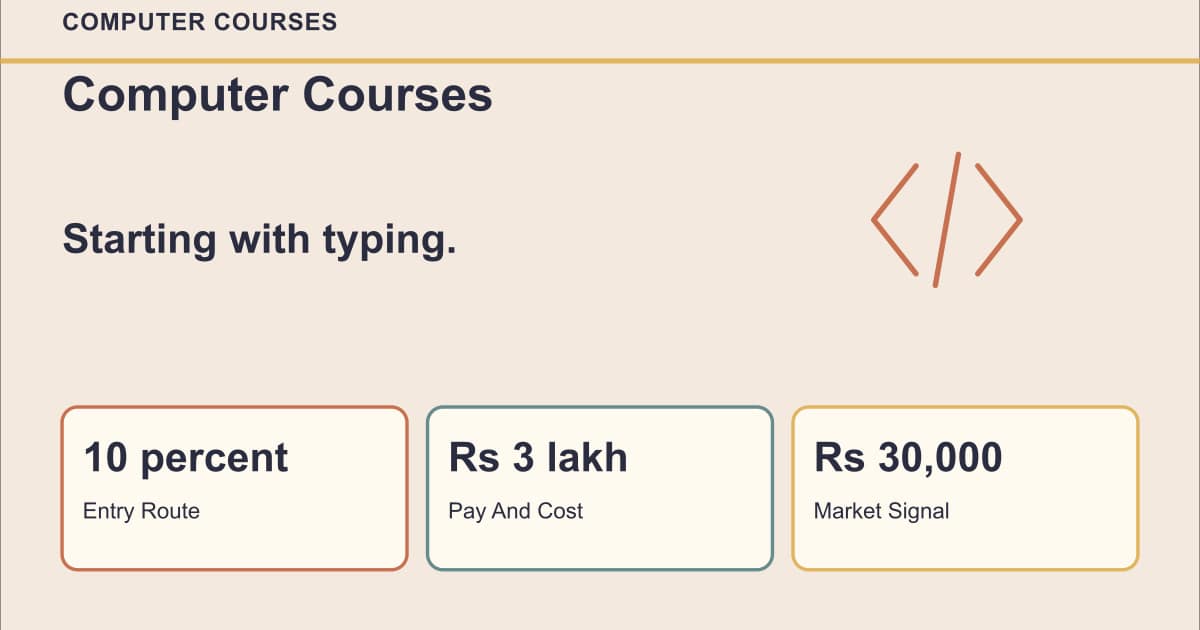 COMPUTER COURSES
Computer Courses
Starting with typing.
10 percent
Entry Route
Rs 3 lakh
Pay And Cost
Rs 30,000
Market Signal